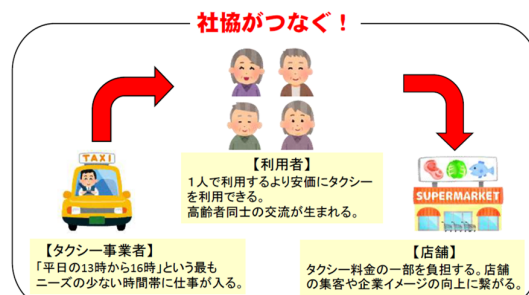 社協がつなぐ！
【利用者】
１人で利用するより安価にタクシー
を利用できる。
高齢者同士の交流が生まれる。
TAXI
SUPERMARKET
【タクシー事業者】
「平日の13時から16時」という最も
ニーズの少ない時間帯に仕事が入る。
【店舗】
タクシー料金の一部を負担する。店舗
の集客や企業イメージの向上に繋がる。